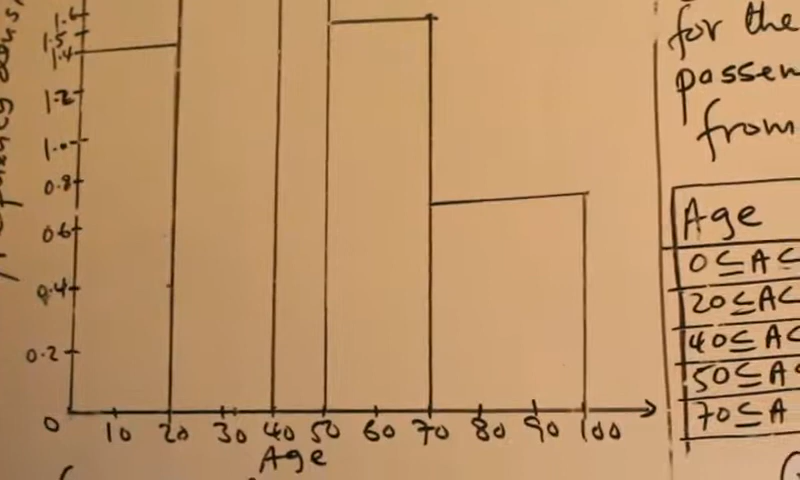 1.6
1.5
1.4
1.2
1.0
0.8
0.6
0.4
0.2
0
10 20 30 40 50 60 70 80 90 100
Age
for the
passen
from
Age
0≤A≤
20≤A<
40≤A<
50≤A<
70≤A